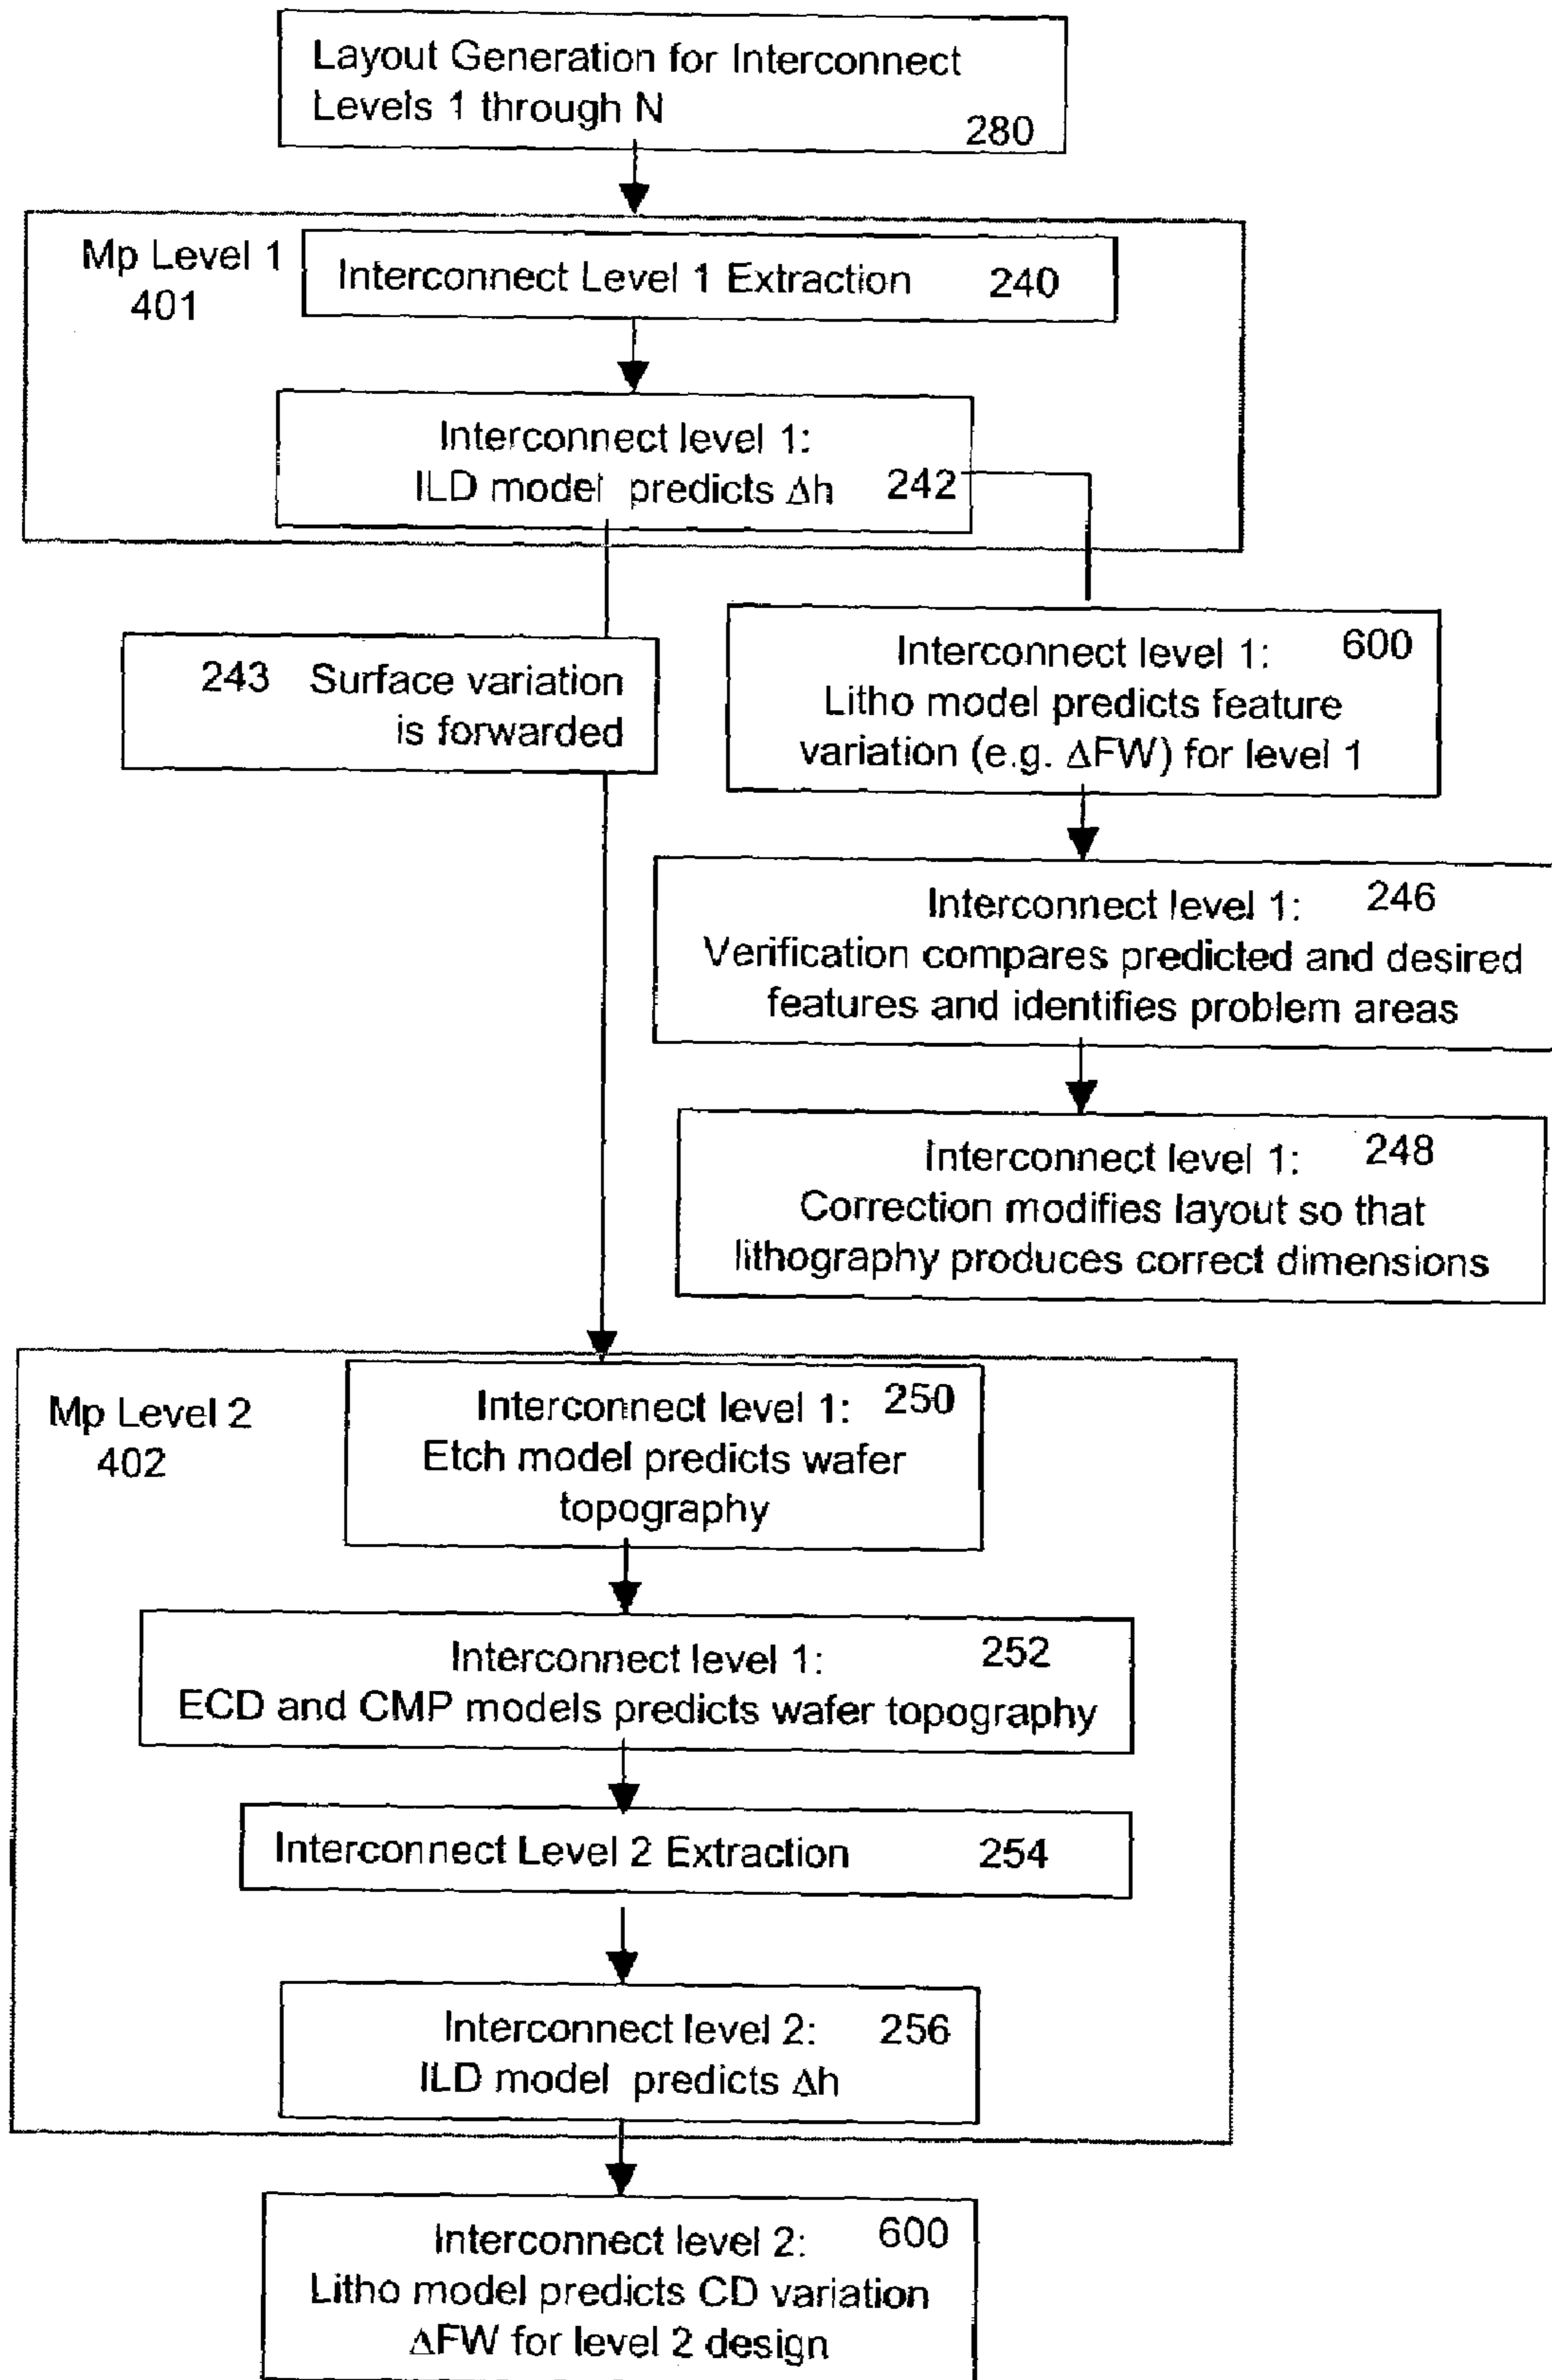 Layout Generation for Interconnect
Levels 1 through N
280
Mp Level 1
401
Interconnect Level 1 Extraction 240
Interconnect level 1:
ILD model predicts Δh 242
243 Surface variation
is forwarded
Interconnect level 1: 600
Litho model predicts feature
variation (e.g. ΔFW) for level 1
Interconnect level 1: 246
Verification compares predicted and desired
features and identifies problem areas
Interconnect level 1: 248
Correction modifies layout so that
lithography produces correct dimensions
Mp Level 2
402
Interconnect level 1: 250
Etch model predicts wafer
topography
Interconnect level 1: 252
ECD and CMP models predicts wafer topography
Interconnect Level 2 Extraction 254
Interconnect level 2: 256
ILD model predicts Δh
Interconnect level 2: 600
Litho model predicts CD variation
ΔFW for level 2 design